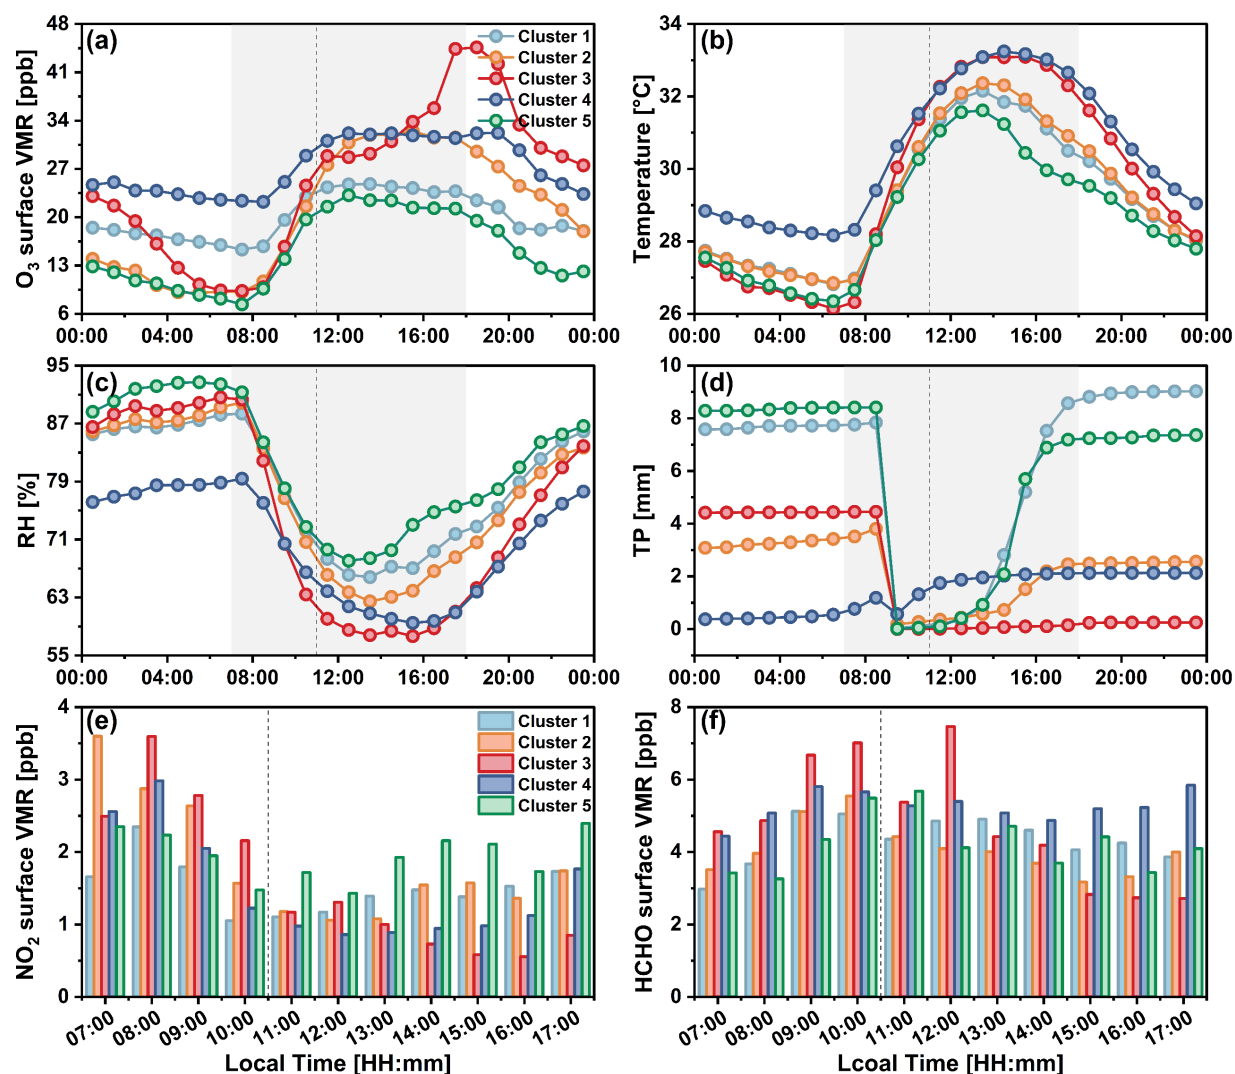 (a)
O3 surface VMR [ppb]
48
41
34
27
20
13
6
Cluster 1
Cluster 2
Cluster 3
Cluster 4
Cluster 5
00:00 04:00 08:00 12:00 16:00 20:00 00:00
(b)
Temperature [°C]
34
32
30
28
26
00:00 04:00 08:00 12:00 16:00 20:00 00:00
(c)
RH [%]
95
87
79
71
63
55
00:00 04:00 08:00 12:00 16:00 20:00 00:00
(d)
TP [mm]
10
8
6
4
2
0
00:00 04:00 08:00 12:00 16:00 20:00 00:00
(e)
NO2 surface VMR [ppb]
4
3
2
1
0
Cluster 1
Cluster 2
Cluster 3
Cluster 4
Cluster 5
07:00 08:00 09:00 10:00 11:00 12:00 13:00 14:00 15:00 16:00 17:00
Local Time [HH:mm]
(f)
HCHO surface VMR [ppb]
8
6
4
2
0
07:00 08:00 09:00 10:00 11:00 12:00 13:00 14:00 15:00 16:00 17:00
Lcoal Time [HH:mm]